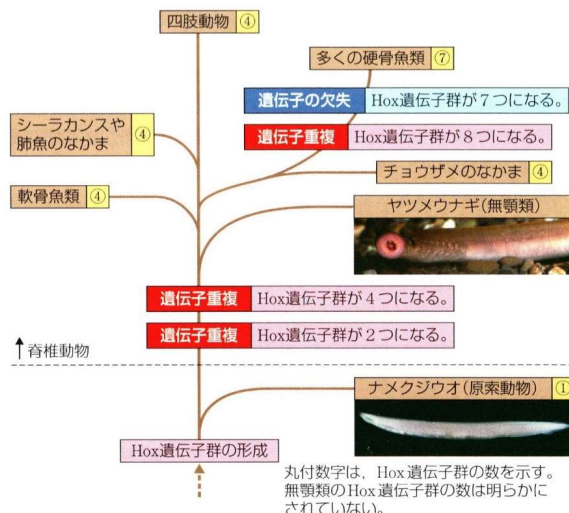 四肢動物 ④
多くの硬骨魚類 ⑦
遺伝子の欠失 Hox遺伝子群が7つになる。
遺伝子重複 Hox遺伝子群が8つになる。
シーラカンスや
肺魚のなかま ④
チョウザメのなかま ④
軟骨魚類 ④
ヤツメウナギ(無顎類)
遺伝子重複 Hox遺伝子群が4つになる。
遺伝子重複 Hox遺伝子群が2つになる。
↑脊椎動物
ナメクジウオ(原索動物) ①
Hox遺伝子群の形成
丸付数字は，Hox遺伝子群の数を示す。
無顎類のHox遺伝子群の数は明らかに
されていない。